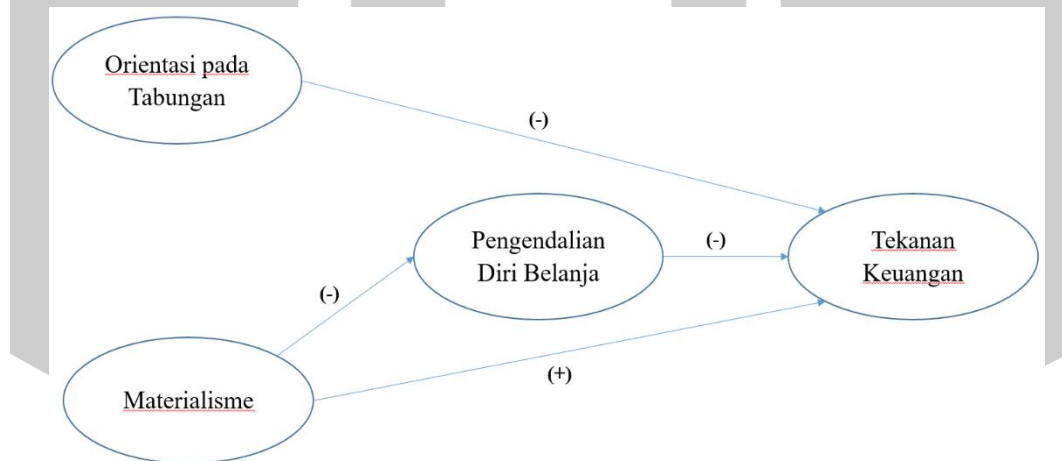 Orientasi pada
Tabungan
(-)
Pengendalian
Diri Belanja
(-)
Tekanan
Keuangan
(-)
Materialisme
(+)